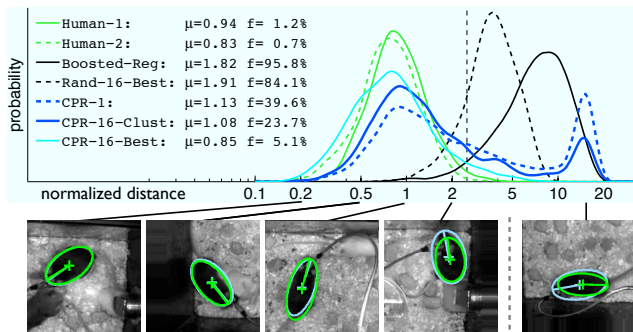 Human-1: μ=0.94 f= 1.2%
Human-2: μ=0.83 f= 0.7%
Boosted-Reg: μ=1.82 f=95.8%
Rand-16-Best: μ=1.91 f=84.1%
CPR-1: μ=1.13 f=39.6%
CPR-16-Clust: μ=1.08 f=23.7%
CPR-16-Best: μ=0.85 f= 5.1%
probability
normalized distance 0.1 0.2 0.5 1 2 5 10 20